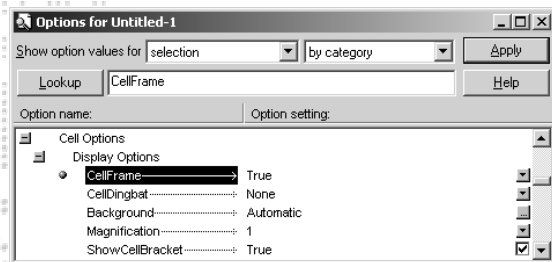 Options for Untitled-1
Show option values for selection by category Apply
Lookup CellFrame Help
Option name: Option setting:
Cell Options
Display Options
CellFrame True
CellDingbat None
Background Automatic
Magnification 1
ShowCellBracket True